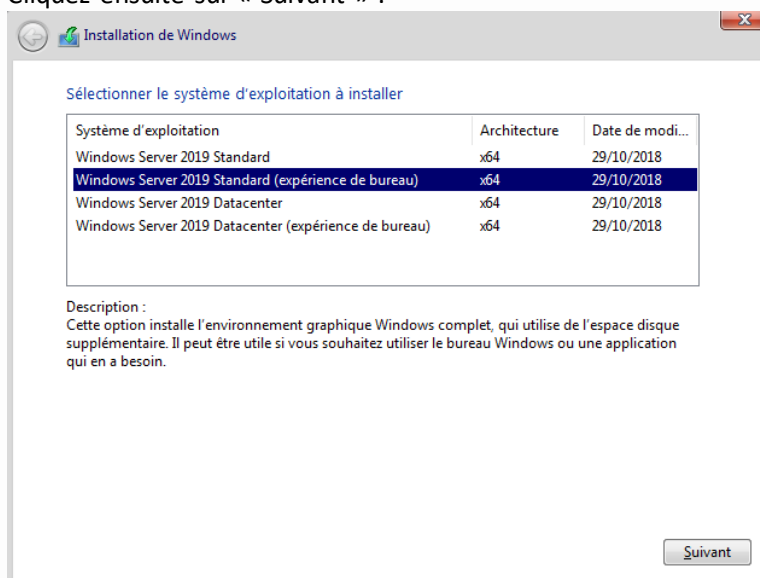 Cliquez ensuite sur « Suivant » .
Installation de Windows
Sélectionner le système d'exploitation à installer
Système d'exploitation Architecture Date de modi...
Windows Server 2019 Standard x64 29/10/2018
Windows Server 2019 Standard (expérience de bureau) x64 29/10/2018
Windows Server 2019 Datacenter x64 29/10/2018
Windows Server 2019 Datacenter (expérience de bureau) x64 29/10/2018
Description :
Cette option installe l'environnement graphique Windows complet, qui utilise de l'espace disque
supplémentaire. Il peut être utile si vous souhaitez utiliser le bureau Windows ou une application
qui en a besoin.
Suivant